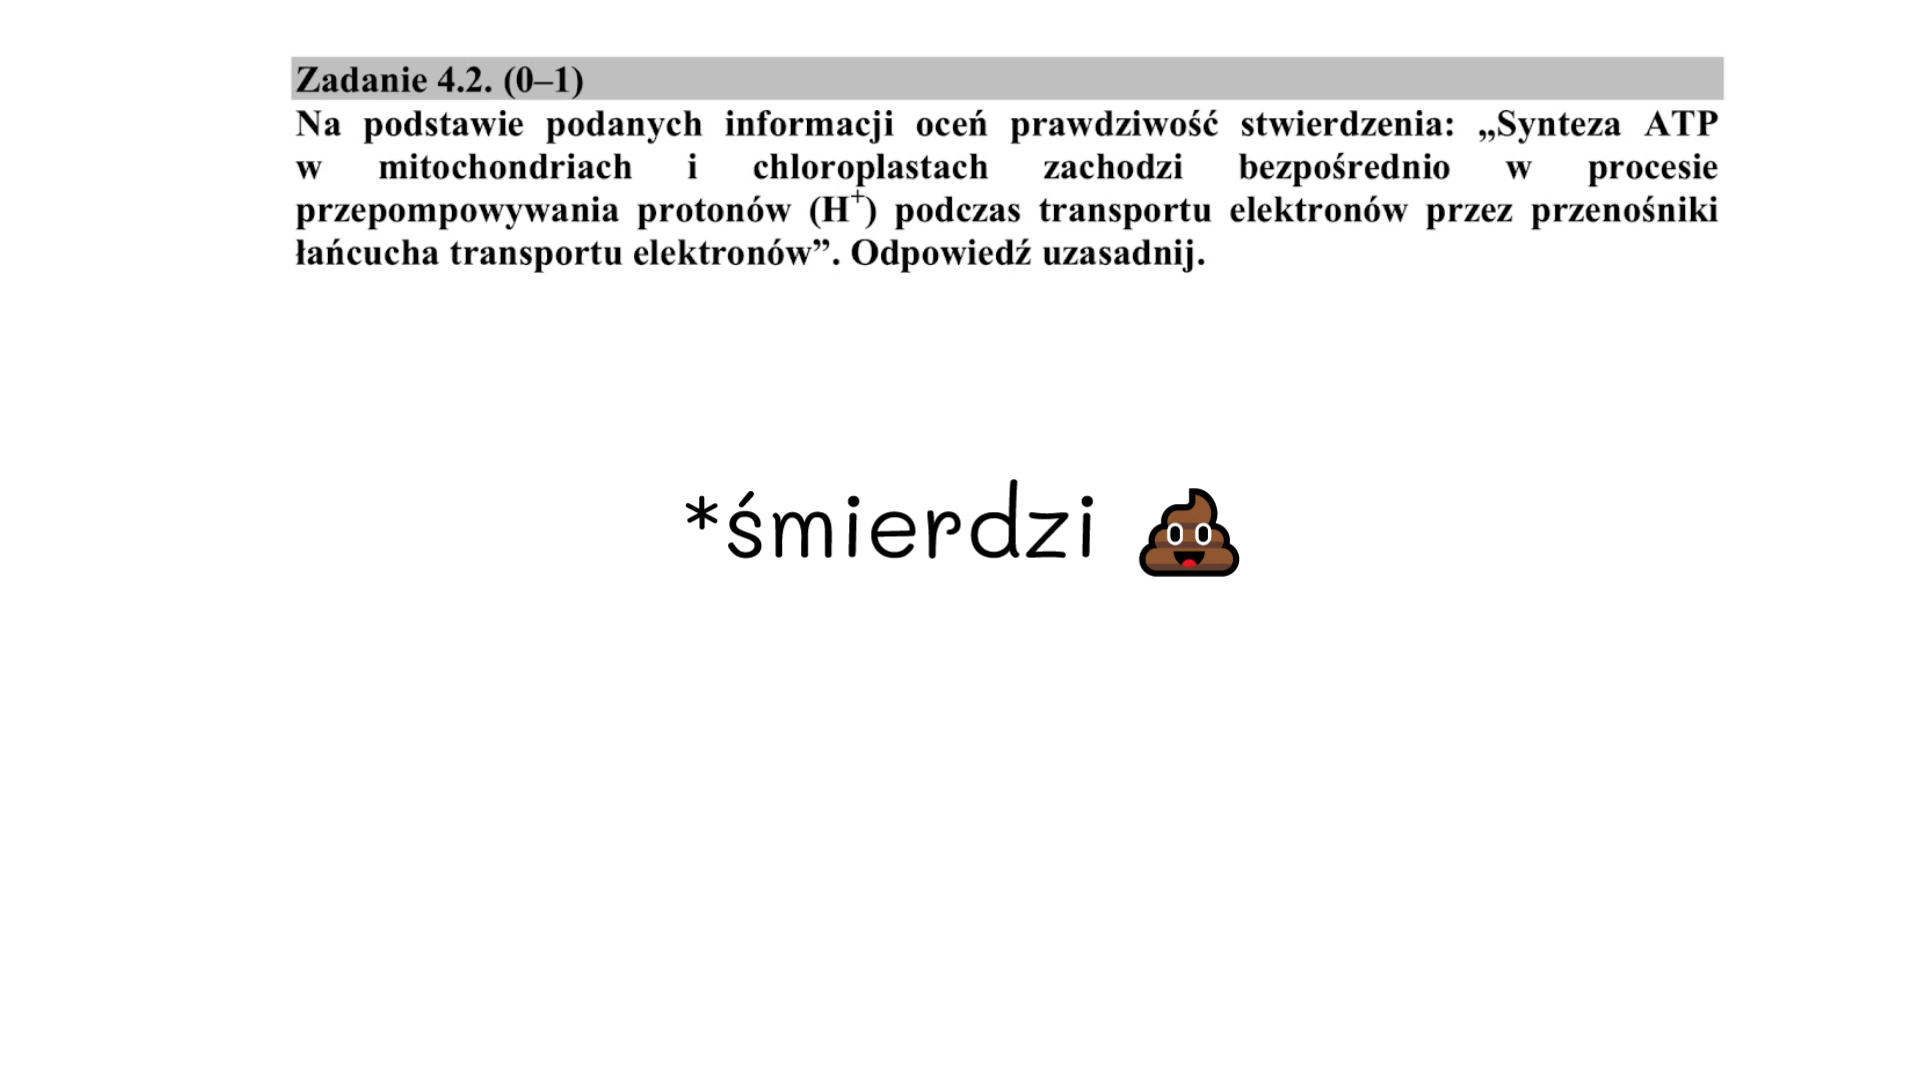 Zadanie 4.2. (0–1)
Na podstawie podanych informacji oceń prawdziwość stwierdzenia: „Synteza ATP
w mitochondriach i chloroplastach zachodzi bezpośrednio w procesie
przepompowywania protonów (H⁺) podczas transportu elektronów przez przenośniki
łańcucha transportu elektronów”. Odpowiedź uzasadnij.
*śmierdzi 💩